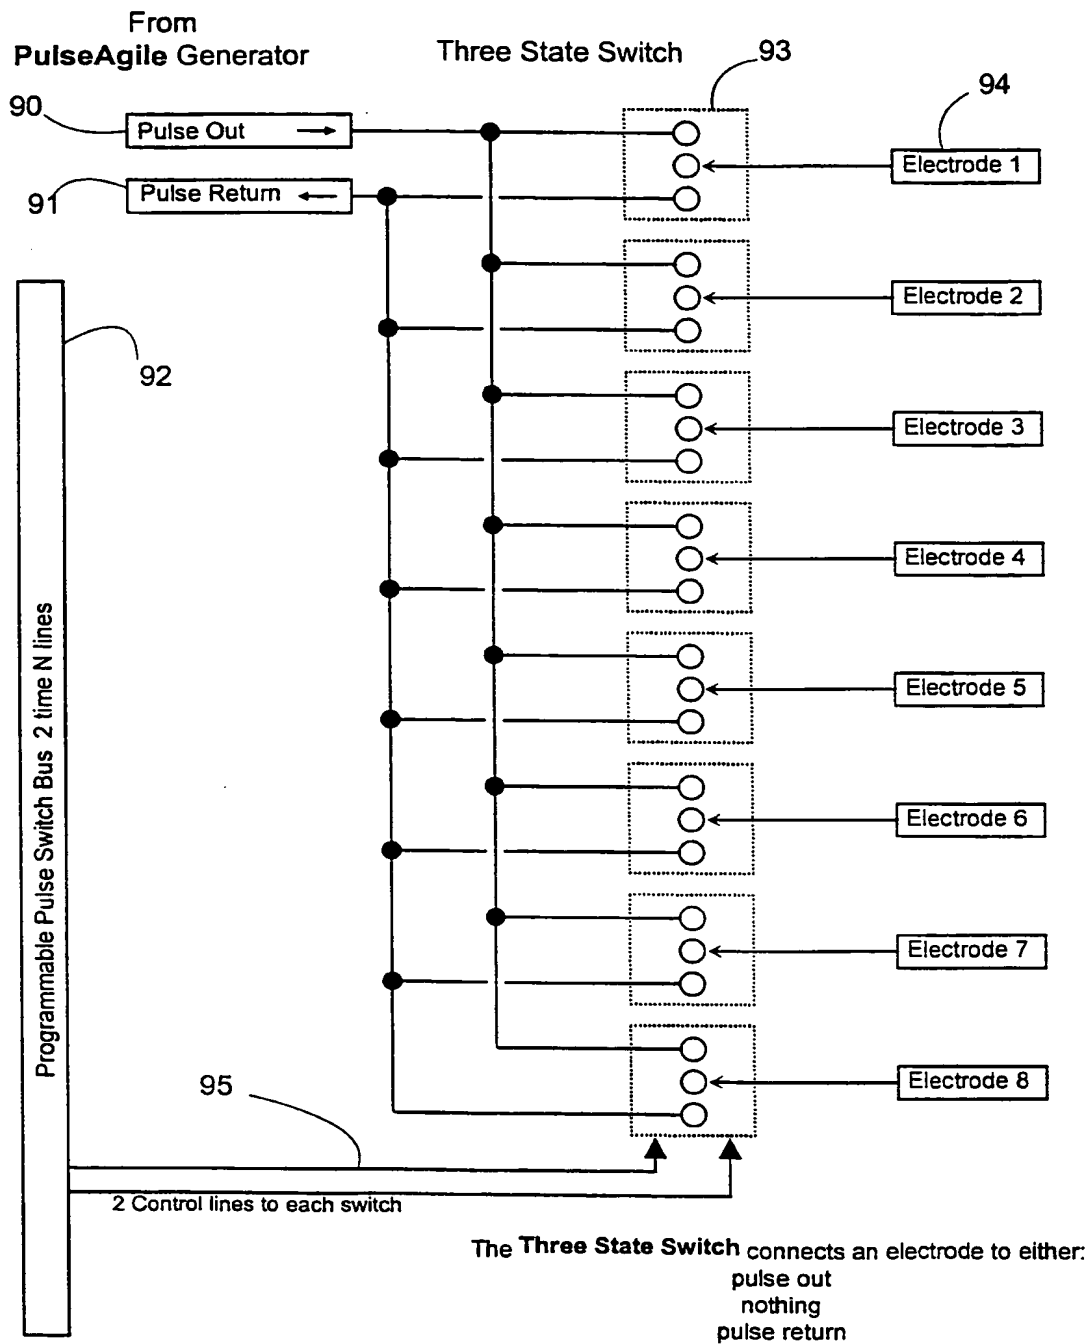 From
PulseAgile Generator
Three State Switch
93
94
90
Pulse Out
91
Pulse Return
Electrode 1
Electrode 2
92
Electrode 3
Electrode 4
Electrode 5
Electrode 6
Electrode 7
Electrode 8
Programmable Pulse Switch Bus 2 time N lines
95
2 Control lines to each switch
The Three State Switch connects an electrode to either:
pulse out
nothing
pulse return